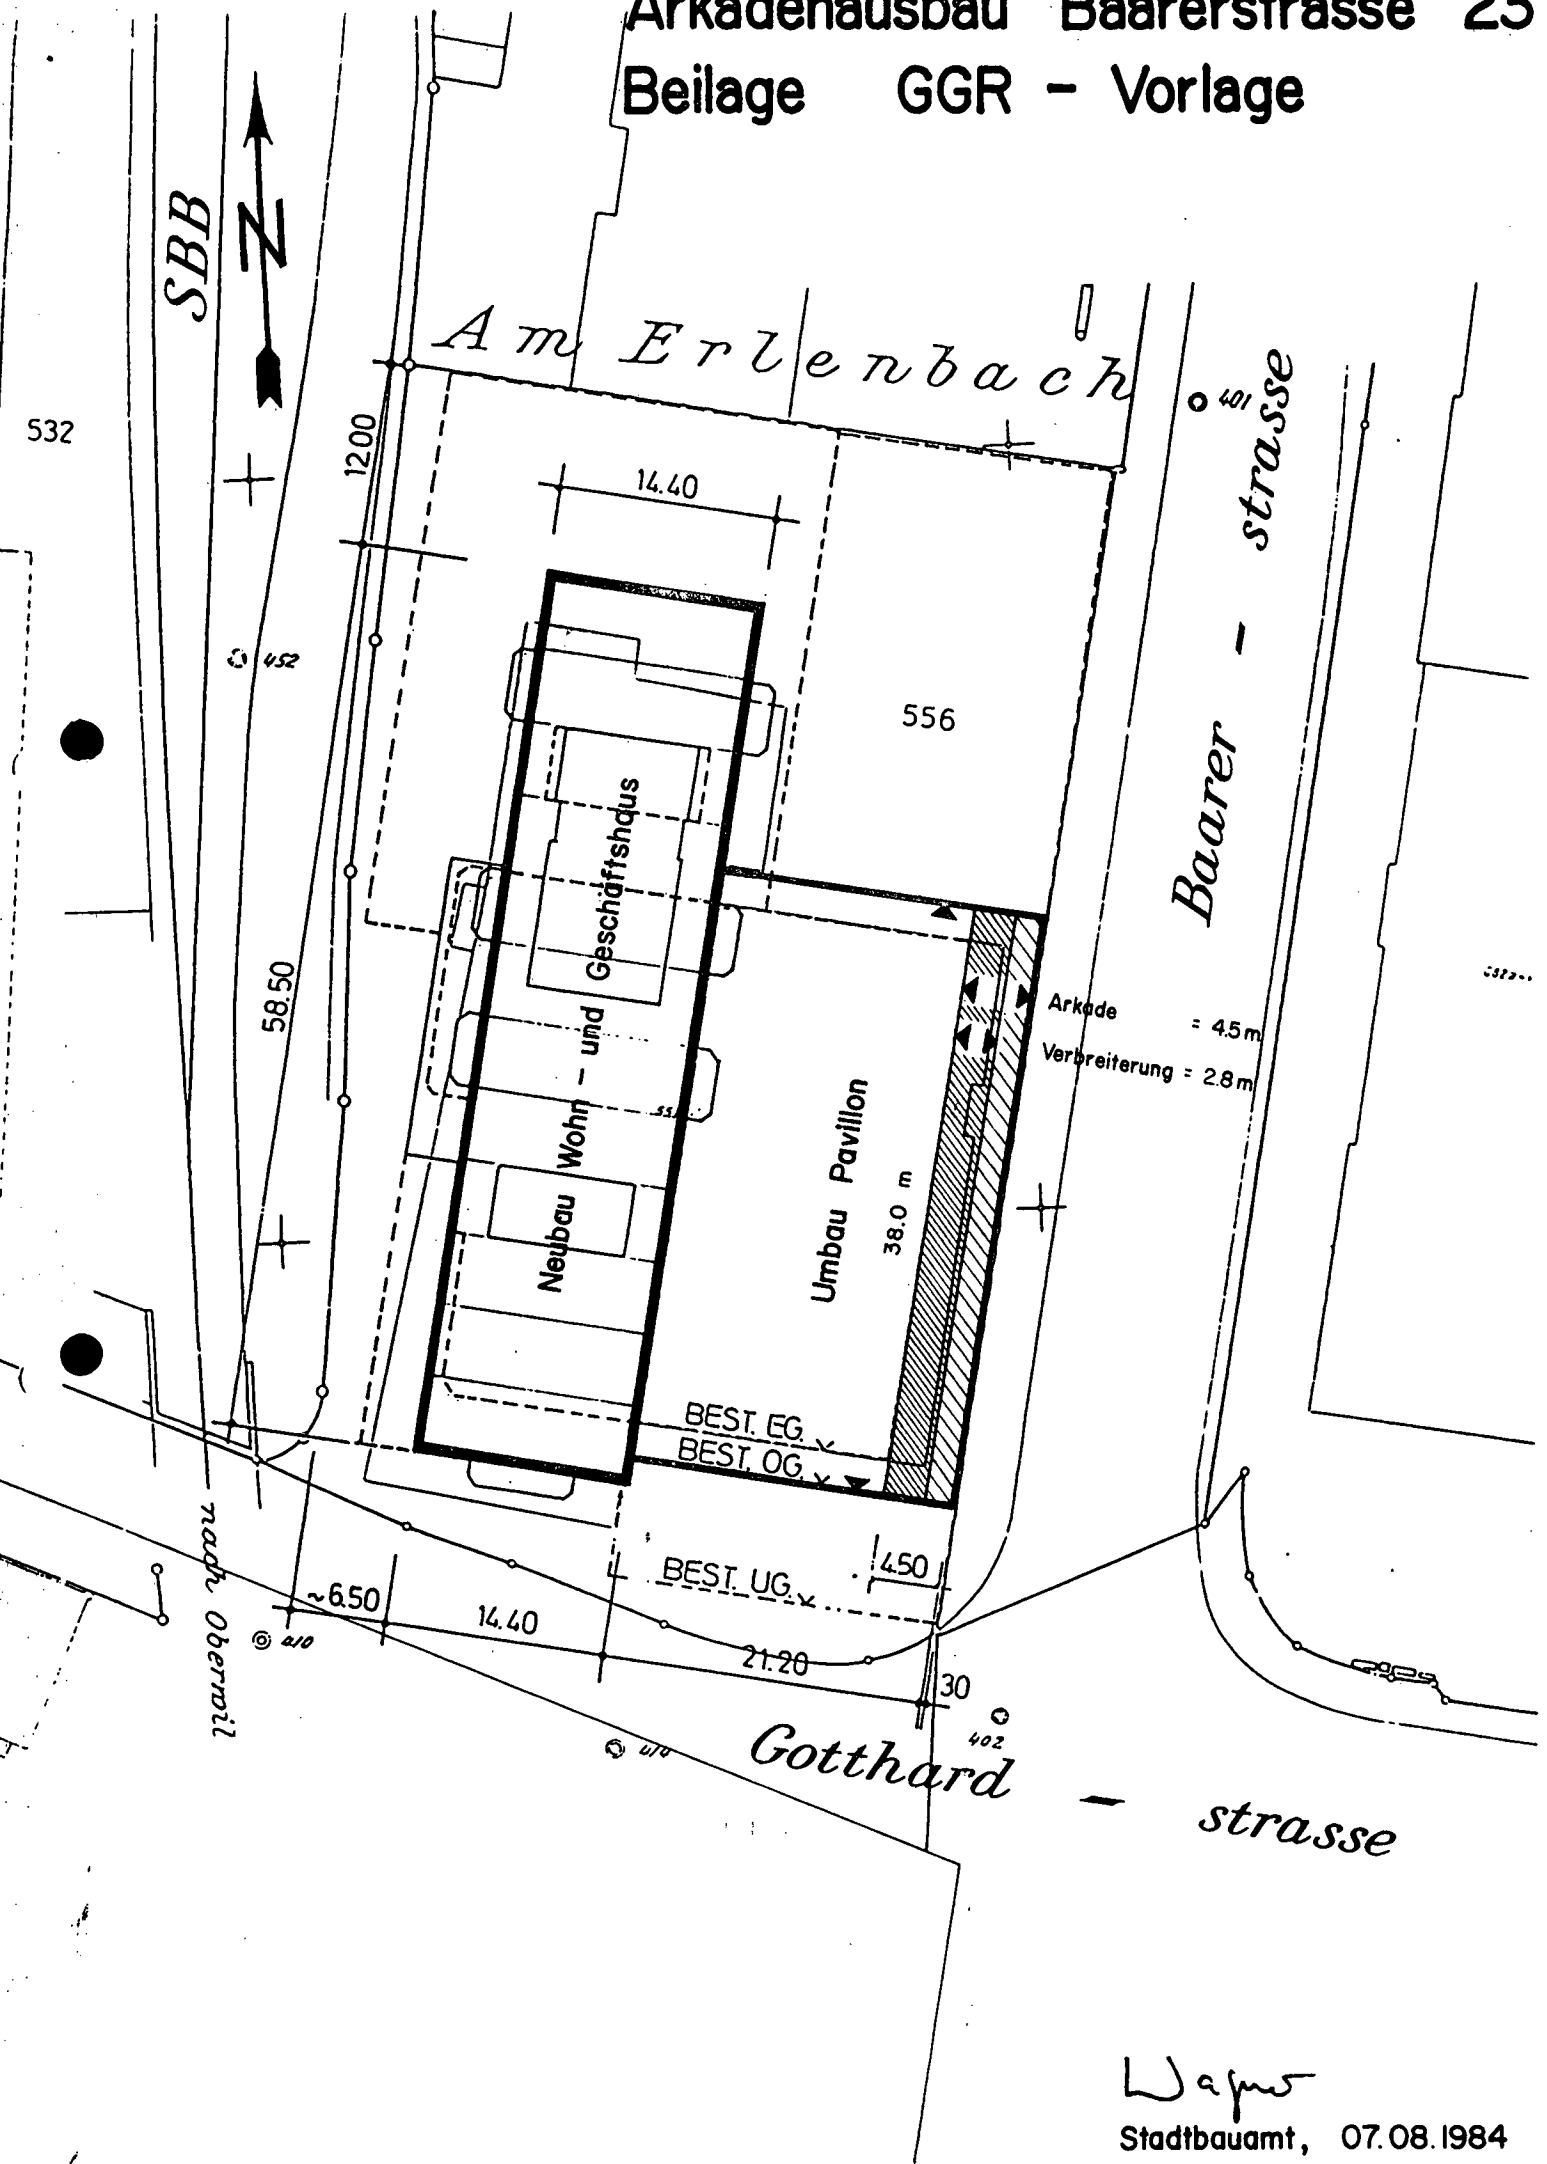 Arkadenausbau Baarerstrasse 23
Beilage GGR - Vorlage
SBB
N
Am Erlenbach
401
532
1200
14.40
Baarer - strasse
452
556
Neubau Wohn - und Geschäftshaus
58.50
Arkade = 4.5 m
Verbreiterung = 2.8 m
Umbau Pavillon
38.0 m
BEST. EG.
BEST. OG.
BEST. UG.
4.50
nach Oberwil
~6.50
14.40
21.20
30
410
414
402
Gotthard - strasse
Wagner
Stadtbauamt, 07.08.1984